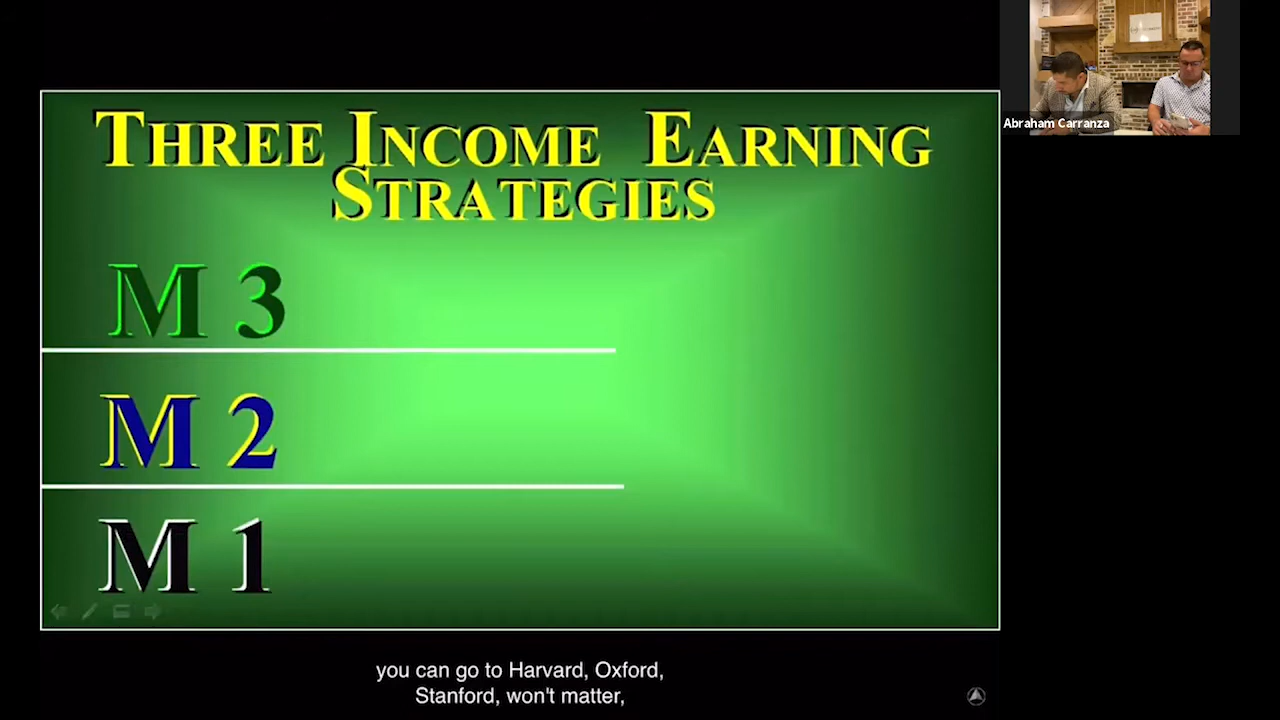 THREE INCOME EARNING
STRATEGIES
M 3
M 2
M 1
Abraham Carranza
you can go to Harvard, Oxford,
Stanford, won't matter,